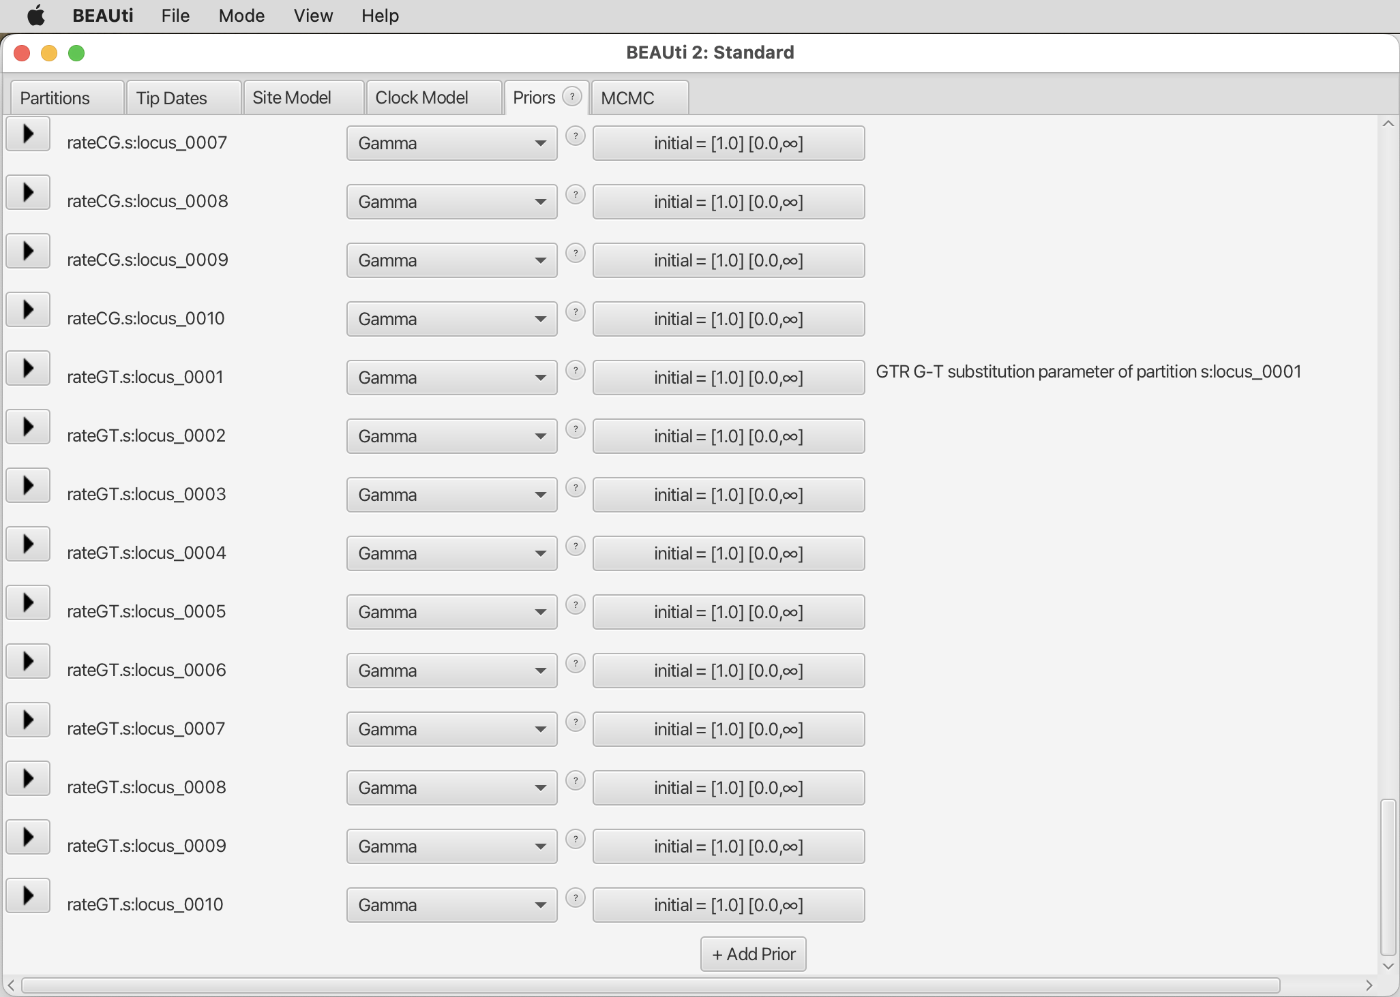 BEAUti File Mode View Help
BEAUti 2: Standard
Partitions Tip Dates Site Model Clock Model Priors ? MCMC
rateCG.s:locus_0007 Gamma ? initial = [1.0] [0.0,∞]
rateCG.s:locus_0008 Gamma ? initial = [1.0] [0.0,∞]
rateCG.s:locus_0009 Gamma ? initial = [1.0] [0.0,∞]
rateCG.s:locus_0010 Gamma ? initial = [1.0] [0.0,∞]
rateGT.s:locus_0001 Gamma ? initial = [1.0] [0.0,∞] GTR G-T substitution parameter of partition s:locus_0001
rateGT.s:locus_0002 Gamma ? initial = [1.0] [0.0,∞]
rateGT.s:locus_0003 Gamma ? initial = [1.0] [0.0,∞]
rateGT.s:locus_0004 Gamma ? initial = [1.0] [0.0,∞]
rateGT.s:locus_0005 Gamma ? initial = [1.0] [0.0,∞]
rateGT.s:locus_0006 Gamma ? initial = [1.0] [0.0,∞]
rateGT.s:locus_0007 Gamma ? initial = [1.0] [0.0,∞]
rateGT.s:locus_0008 Gamma ? initial = [1.0] [0.0,∞]
rateGT.s:locus_0009 Gamma ? initial = [1.0] [0.0,∞]
rateGT.s:locus_0010 Gamma ? initial = [1.0] [0.0,∞]
+ Add Prior